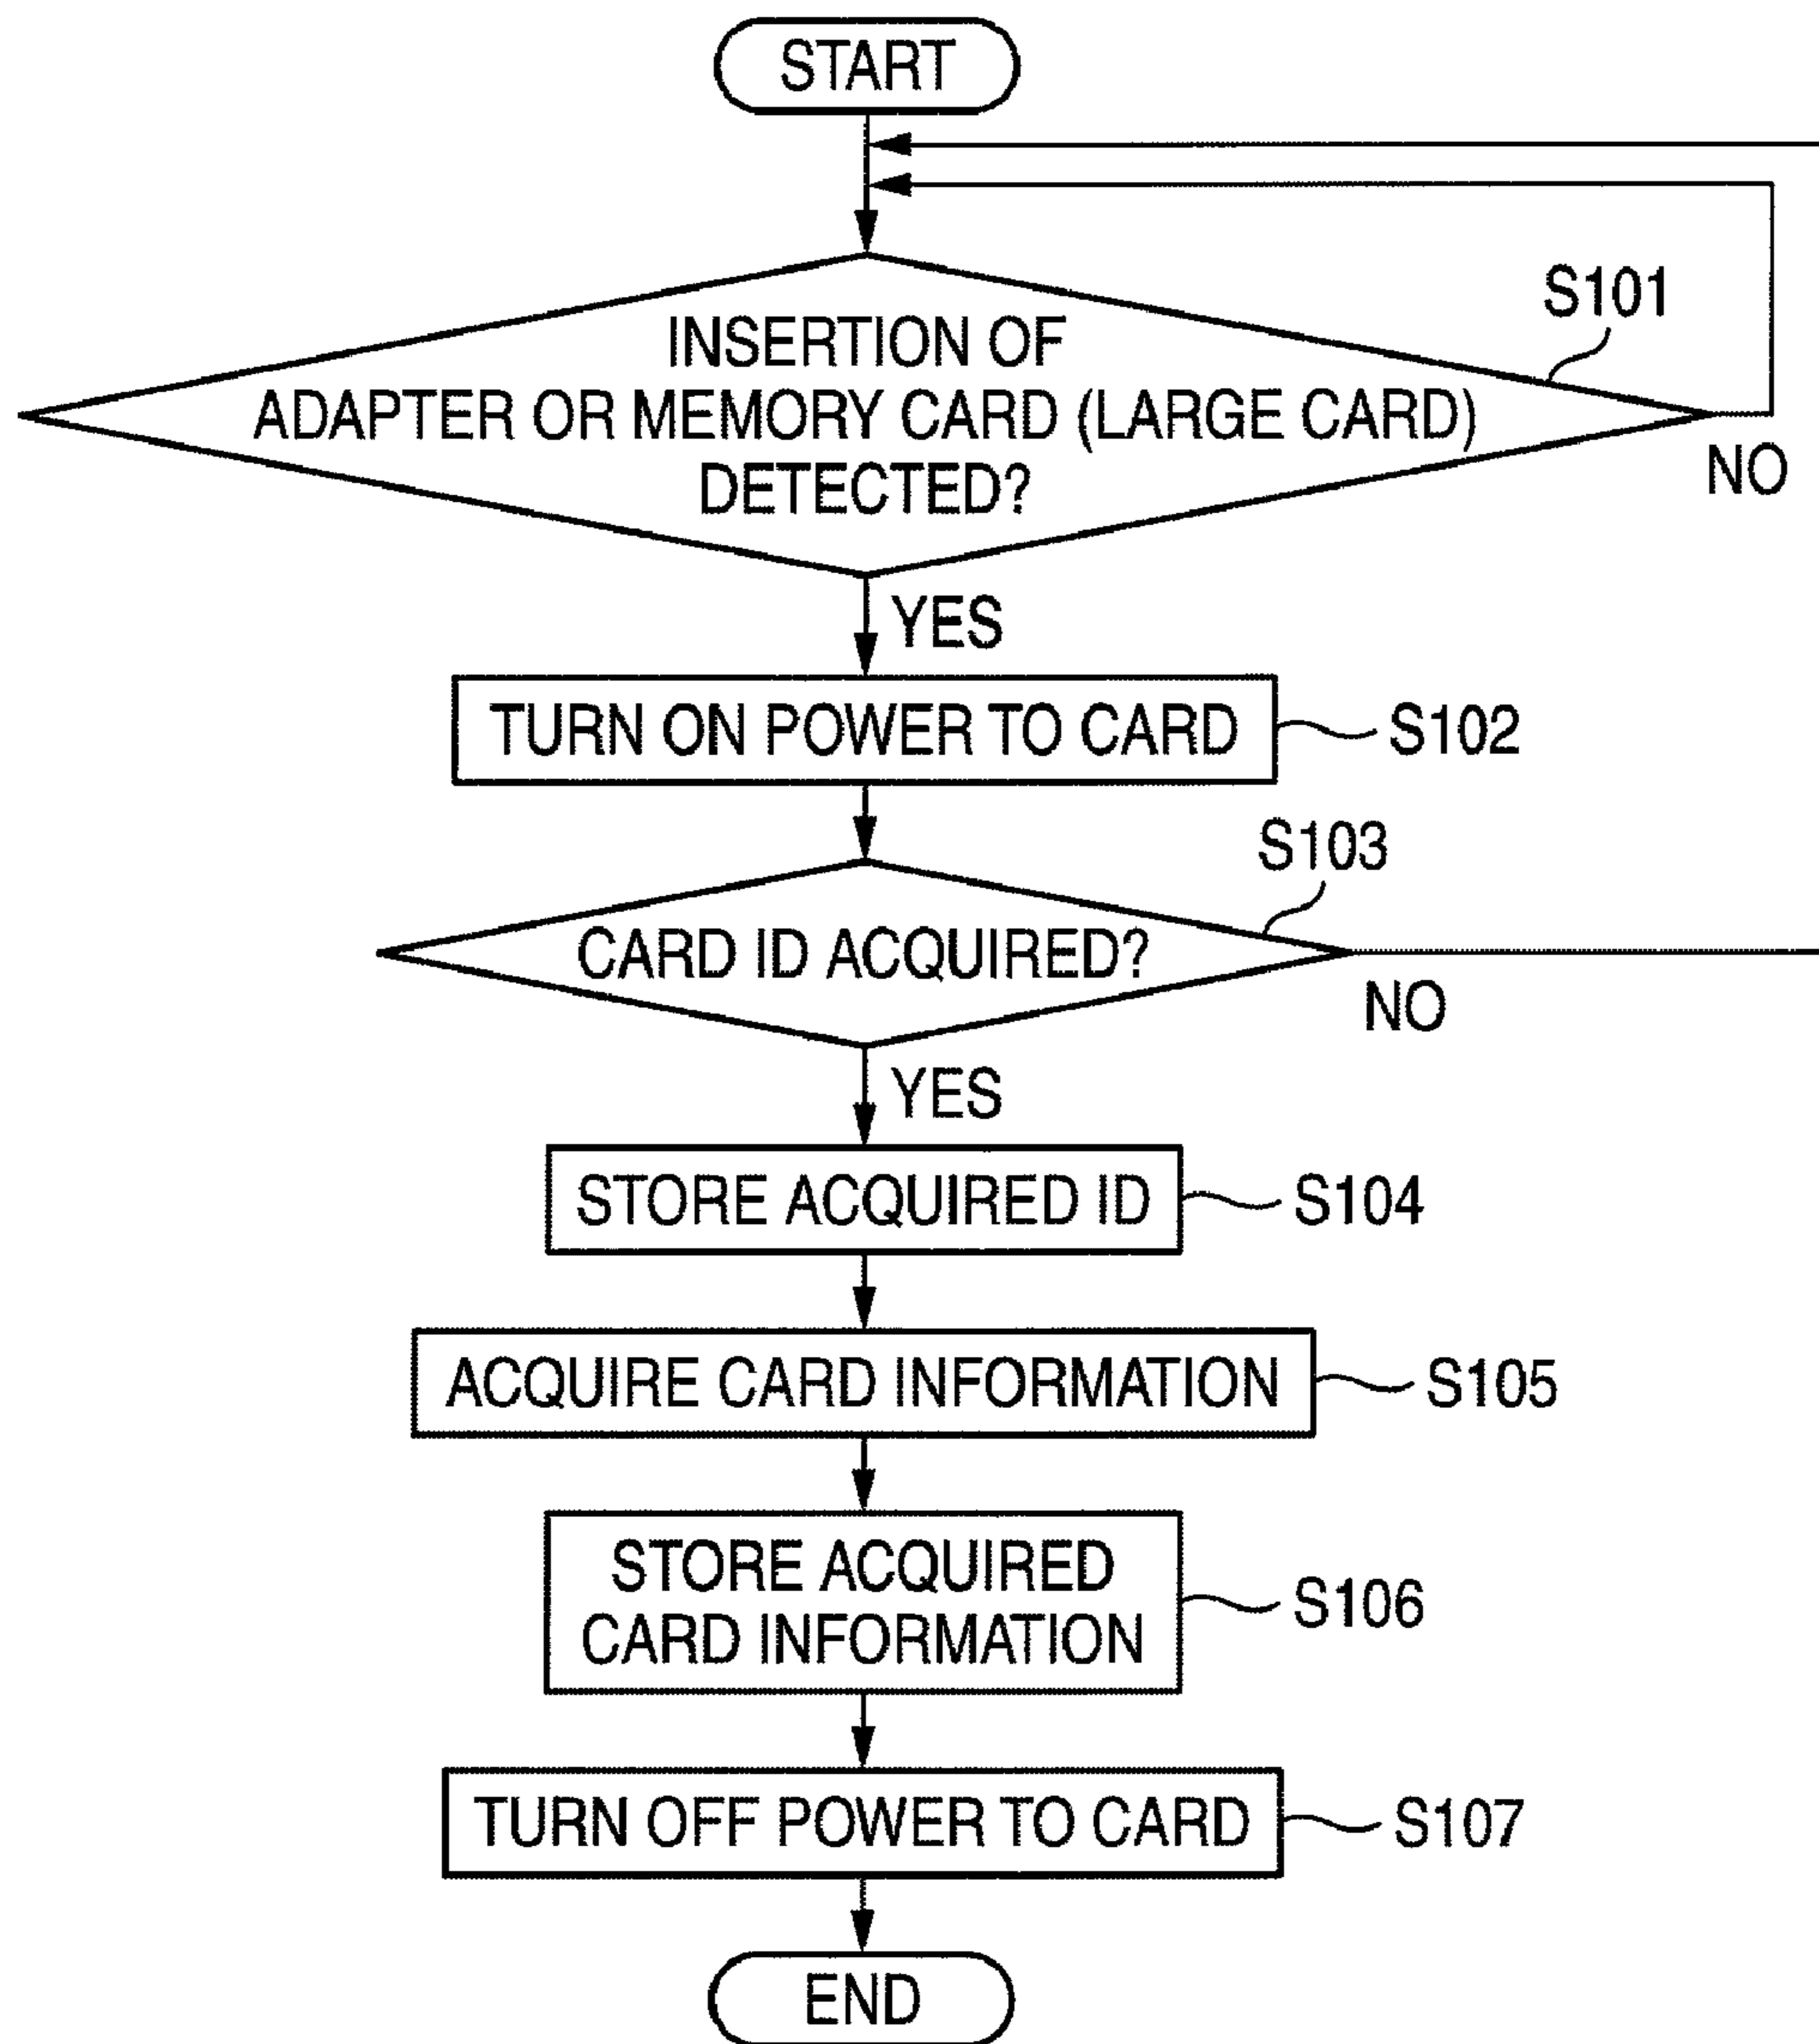 START
INSERTION OF
ADAPTER OR MEMORY CARD (LARGE CARD)
DETECTED?
S101
NO
YES
TURN ON POWER TO CARD
S102
CARD ID ACQUIRED?
S103
NO
YES
STORE ACQUIRED ID
S104
ACQUIRE CARD INFORMATION
S105
STORE ACQUIRED
CARD INFORMATION
S106
TURN OFF POWER TO CARD
S107
END